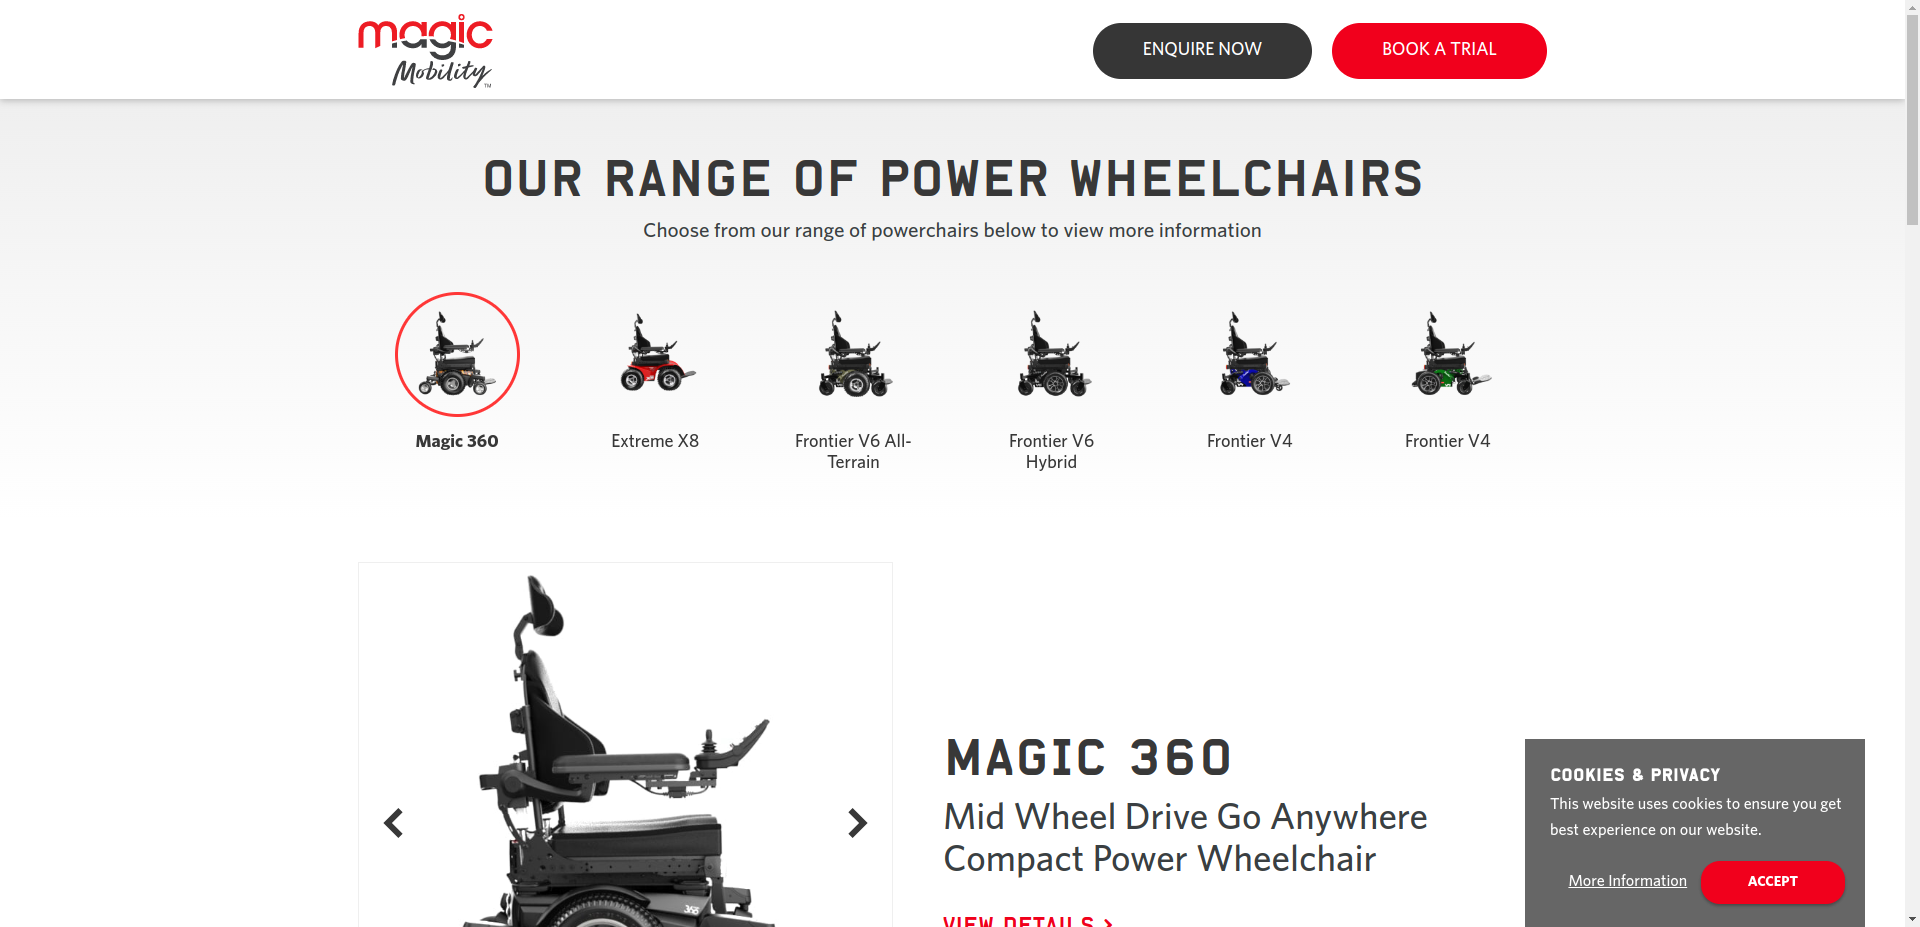 magic
Mobility™
ENQUIRE NOW
BOOK A TRIAL
OUR RANGE OF POWER WHEELCHAIRS
Choose from our range of powerchairs below to view more information
Magic 360
Extreme X8
Frontier V6 All-
Terrain
Frontier V6
Hybrid
Frontier V4
Frontier V4
360
MAGIC 360
Mid Wheel Drive Go Anywhere
Compact Power Wheelchair
VIEW DETAILS >
COOKIES & PRIVACY
This website uses cookies to ensure you get
best experience on our website.
More Information
ACCEPT